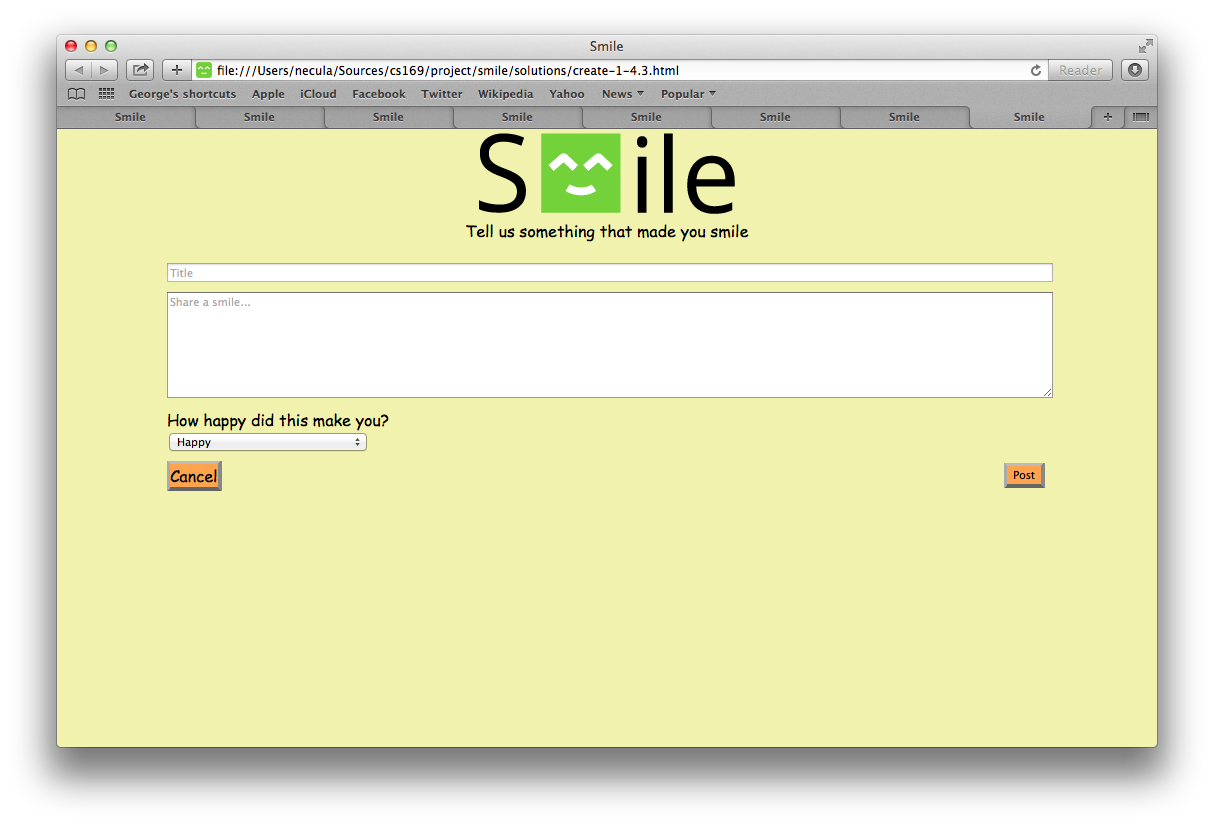 Smile
file:///Users/necula/Sources/cs169/project/smile/solutions/create-1-4.3.html Reader
George's shortcuts Apple iCloud Facebook Twitter Wikipedia Yahoo News Popular
Smile Smile Smile Smile Smile Smile Smile Smile
S ile
Tell us something that made you smile
Title
Share a smile...
How happy did this make you?
Happy
Cancel Post